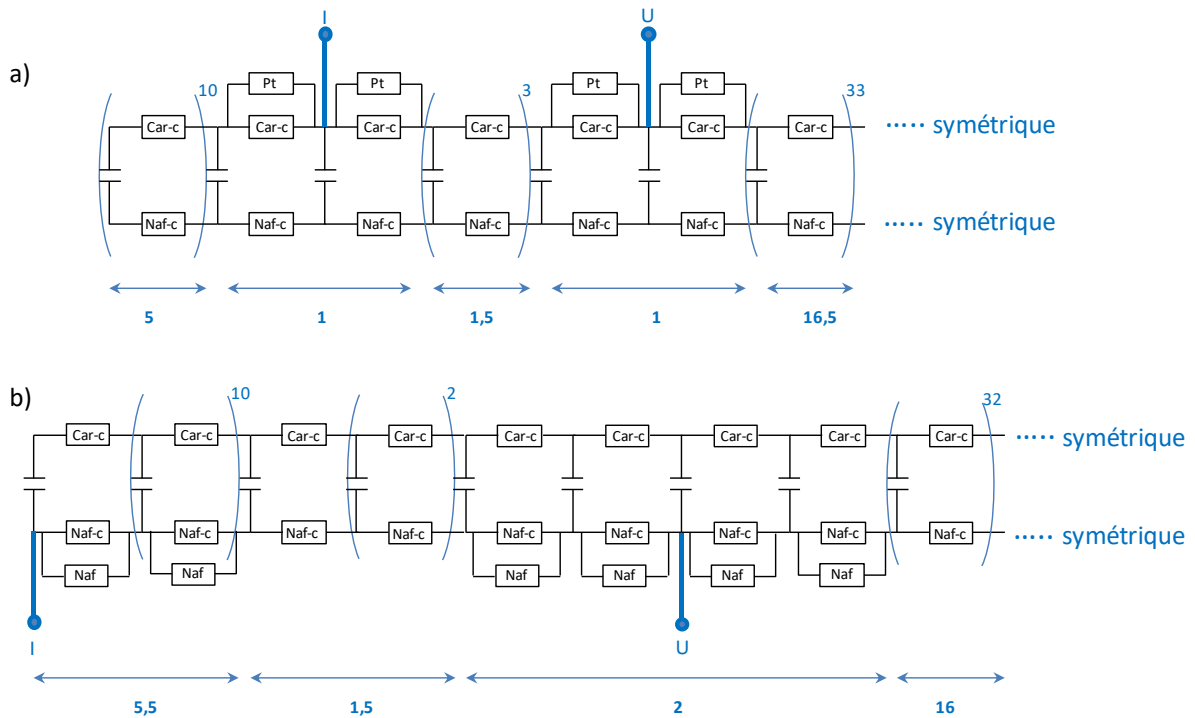 I U
a)
Pt Pt Pt Pt
10 3 33
Car-c Car-c Car-c Car-c Car-c Car-c Car-c ..... symétrique
Naf-c Naf-c Naf-c Naf-c Naf-c Naf-c Naf-c ..... symétrique
5 1 1,5 1 16,5
b)
10 2 32
Car-c Car-c Car-c Car-c Car-c Car-c Car-c Car-c Car-c ..... symétrique
Naf-c Naf-c Naf-c Naf-c Naf-c Naf-c Naf-c Naf-c Naf-c ..... symétrique
Naf Naf Naf Naf Naf Naf
I U
5,5 1,5 2 16